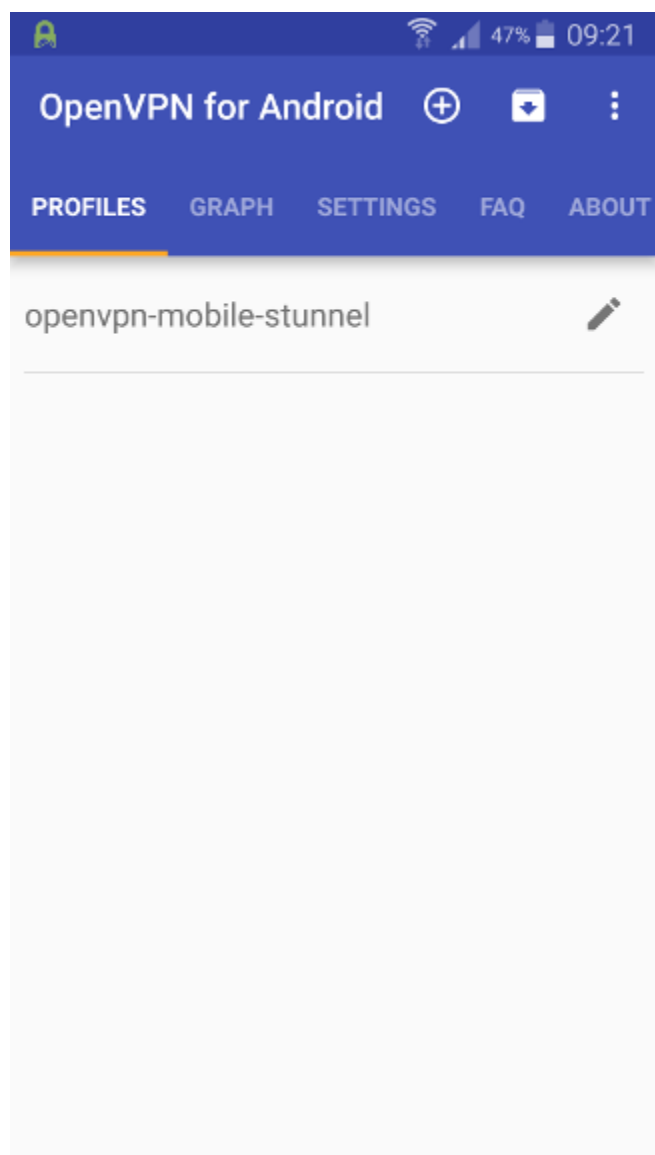 47% 09:21
OpenVPN for Android
PROFILES GRAPH SETTINGS FAQ ABOUT
openvpn-mobile-stunnel